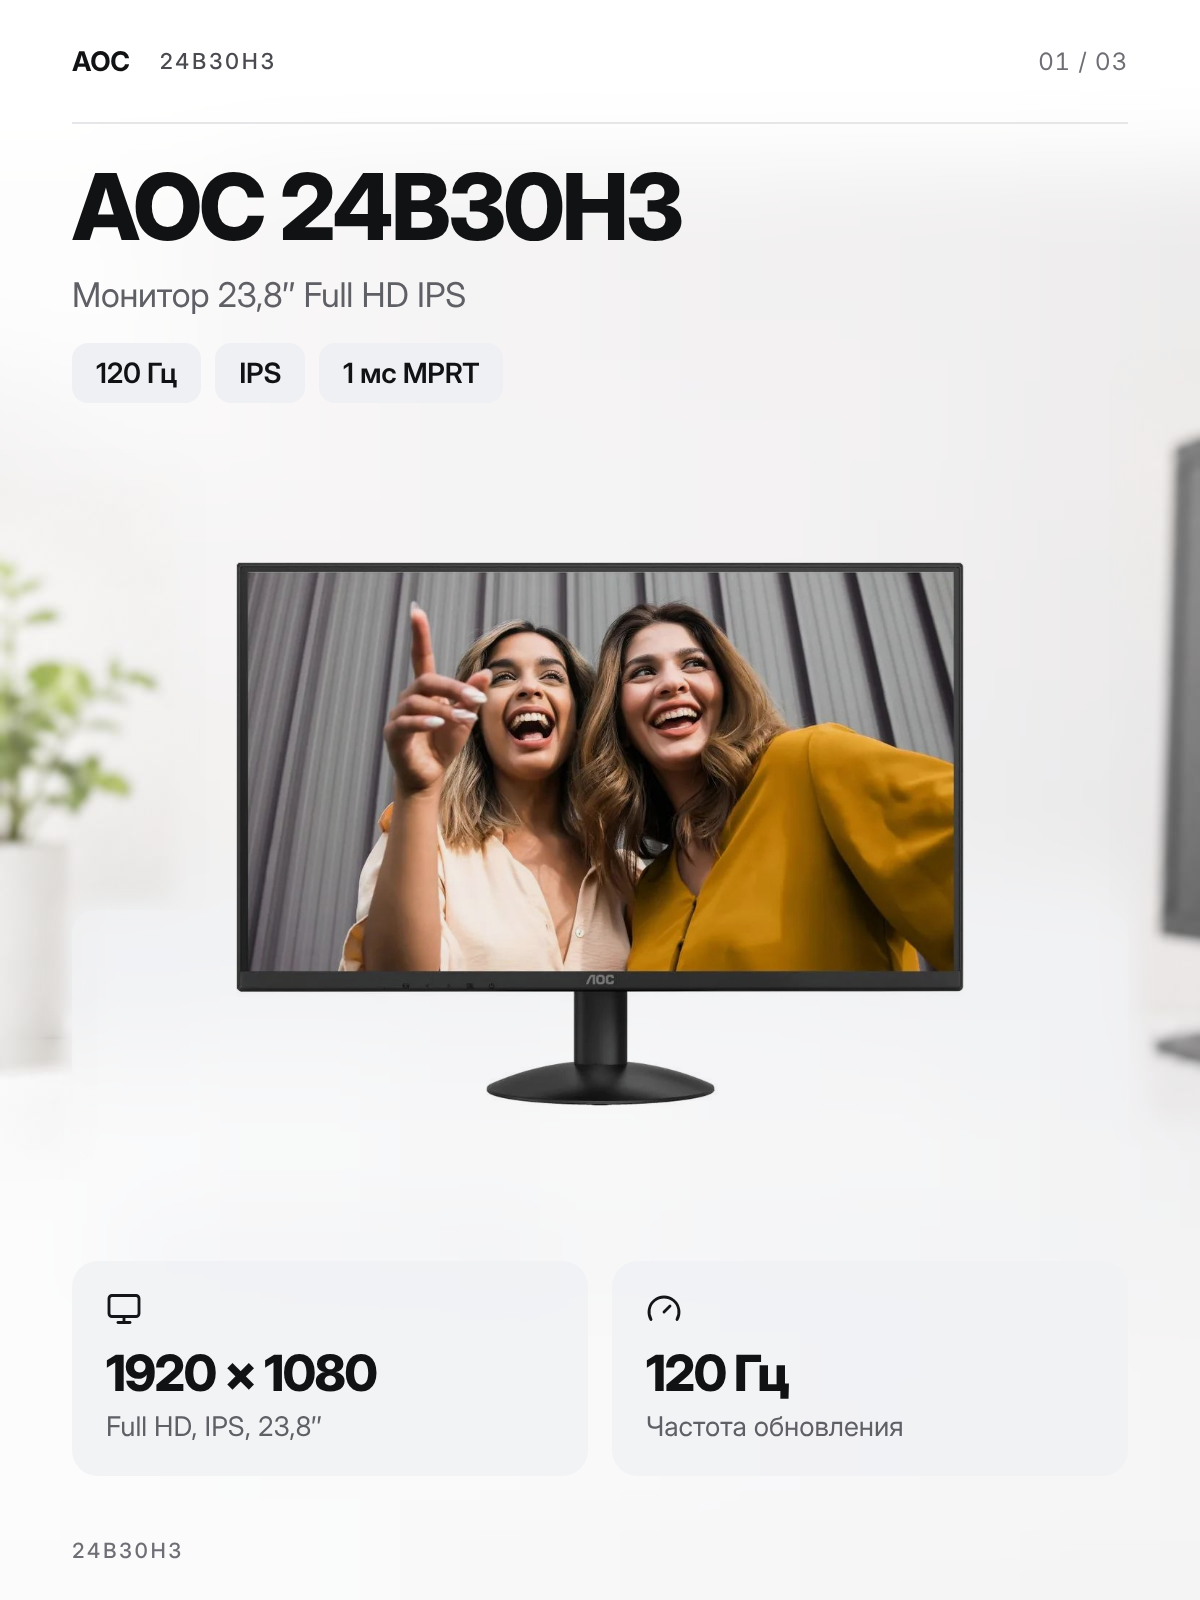 AOC 24B30H3 01 / 03
AOC 24B30H3
Монитор 23,8″ Full HD IPS
120 Гц IPS 1 мс MPRT
AOC
1920 × 1080
Full HD, IPS, 23,8″
120 Гц
Частота обновления
24B30H3